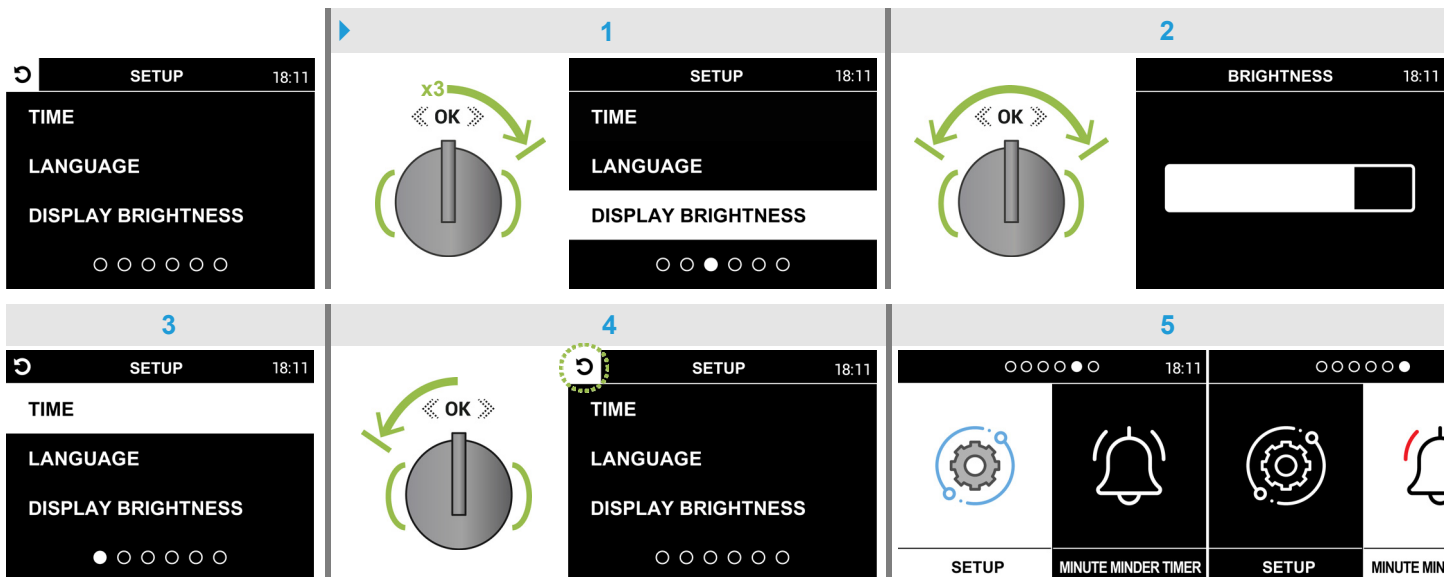 1
2
SETUP 18:11
TIME
LANGUAGE
DISPLAY BRIGHTNESS
x3
OK
SETUP 18:11
TIME
LANGUAGE
DISPLAY BRIGHTNESS
OK
BRIGHTNESS 18:11
3
4
5
SETUP 18:11
TIME
LANGUAGE
DISPLAY BRIGHTNESS
OK
SETUP 18:11
TIME
LANGUAGE
DISPLAY BRIGHTNESS
18:11
SETUP
MINUTE MINDER TIMER
SETUP
MINUTE MIN